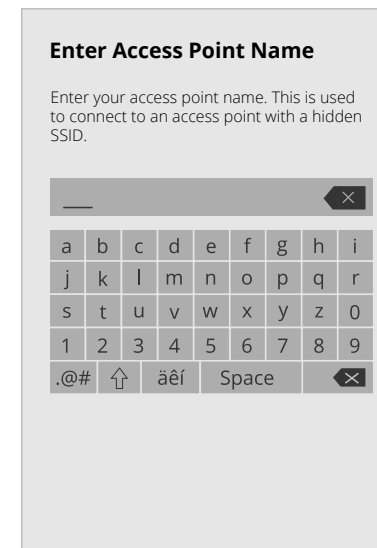 Enter Access Point Name
Enter your access point name. This is used
to connect to an access point with a hidden
SSID.
a b c d e f g h i
j k l m n o p q r
s t u v w x y z 0
1 2 3 4 5 6 7 8 9
.@# äêí Space